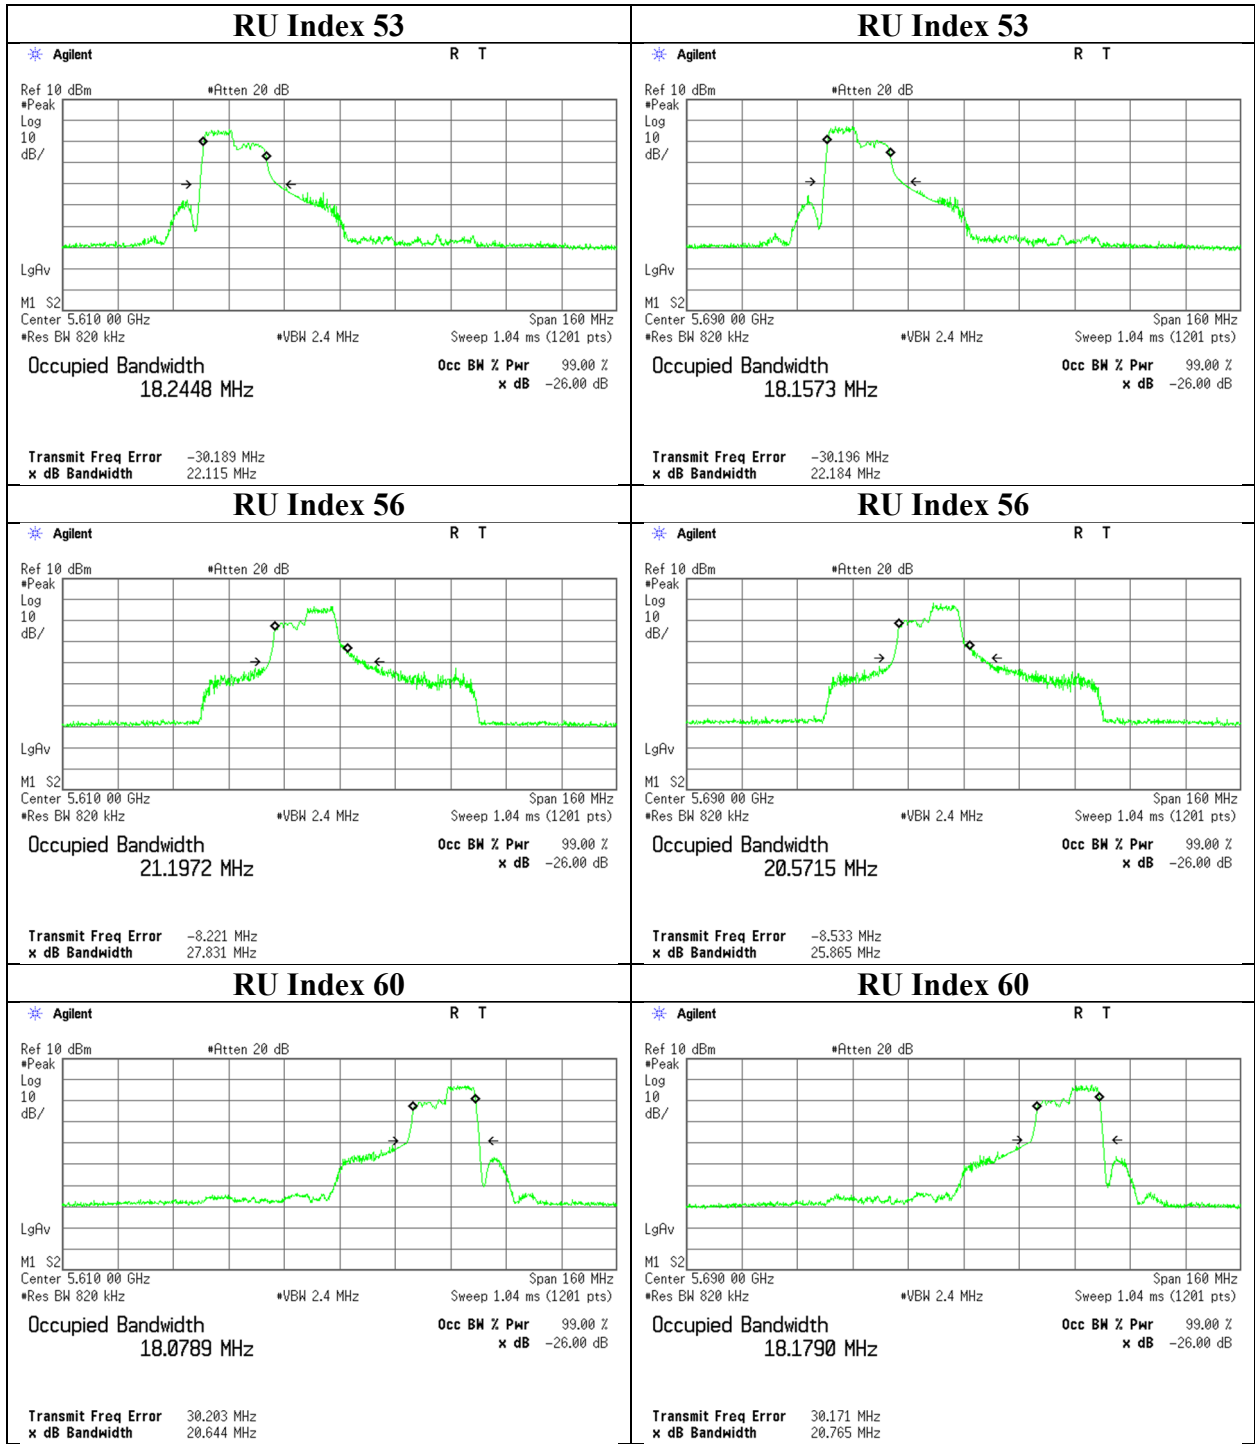 RU Index 53
Agilent R T
Ref 10 dBm #Atten 20 dB
#Peak
Log
10
dB/
LgAv
M1 S2
Center 5.610 00 GHz Span 160 MHz
#Res BW 820 kHz #VBW 2.4 MHz Sweep 1.04 ms (1201 pts)
Occupied Bandwidth Occ BW % Pwr 99.00 %
18.2448 MHz x dB -26.00 dB
Transmit Freq Error -30.189 MHz
x dB Bandwidth 22.115 MHz
RU Index 53
Agilent R T
Ref 10 dBm #Atten 20 dB
#Peak
Log
10
dB/
LgAv
M1 S2
Center 5.690 00 GHz Span 160 MHz
#Res BW 820 kHz #VBW 2.4 MHz Sweep 1.04 ms (1201 pts)
Occupied Bandwidth Occ BW % Pwr 99.00 %
18.1573 MHz x dB -26.00 dB
Transmit Freq Error -30.196 MHz
x dB Bandwidth 22.184 MHz
RU Index 56
Agilent R T
Ref 10 dBm #Atten 20 dB
#Peak
Log
10
dB/
LgAv
M1 S2
Center 5.610 00 GHz Span 160 MHz
#Res BW 820 kHz #VBW 2.4 MHz Sweep 1.04 ms (1201 pts)
Occupied Bandwidth Occ BW % Pwr 99.00 %
21.1972 MHz x dB -26.00 dB
Transmit Freq Error -8.221 MHz
x dB Bandwidth 27.831 MHz
RU Index 56
Agilent R T
Ref 10 dBm #Atten 20 dB
#Peak
Log
10
dB/
LgAv
M1 S2
Center 5.690 00 GHz Span 160 MHz
#Res BW 820 kHz #VBW 2.4 MHz Sweep 1.04 ms (1201 pts)
Occupied Bandwidth Occ BW % Pwr 99.00 %
20.5715 MHz x dB -26.00 dB
Transmit Freq Error -8.533 MHz
x dB Bandwidth 25.865 MHz
RU Index 60
Agilent R T
Ref 10 dBm #Atten 20 dB
#Peak
Log
10
dB/
LgAv
M1 S2
Center 5.610 00 GHz Span 160 MHz
#Res BW 820 kHz #VBW 2.4 MHz Sweep 1.04 ms (1201 pts)
Occupied Bandwidth Occ BW % Pwr 99.00 %
18.0789 MHz x dB -26.00 dB
Transmit Freq Error 30.203 MHz
x dB Bandwidth 20.644 MHz
RU Index 60
Agilent R T
Ref 10 dBm #Atten 20 dB
#Peak
Log
10
dB/
LgAv
M1 S2
Center 5.690 00 GHz Span 160 MHz
#Res BW 820 kHz #VBW 2.4 MHz Sweep 1.04 ms (1201 pts)
Occupied Bandwidth Occ BW % Pwr 99.00 %
18.1790 MHz x dB -26.00 dB
Transmit Freq Error 30.171 MHz
x dB Bandwidth 20.765 MHz